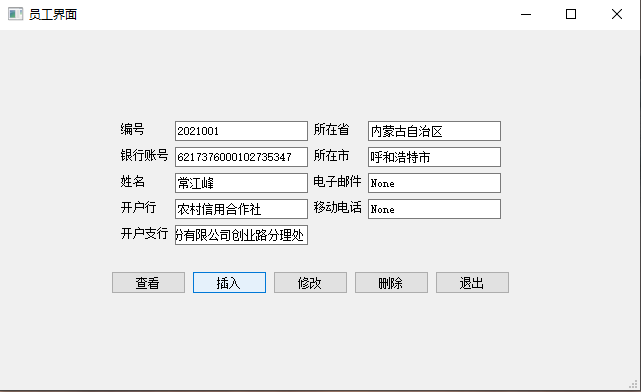 员工界面
编号 2021001 所在省 内蒙古自治区
银行账号 6217376000102735347 所在市 呼和浩特市
姓名 常江峰 电子邮件 None
开户行 农村信用合作社 移动电话 None
开户支行 份有限公司创业路分理处
查看 插入 修改 删除 退出